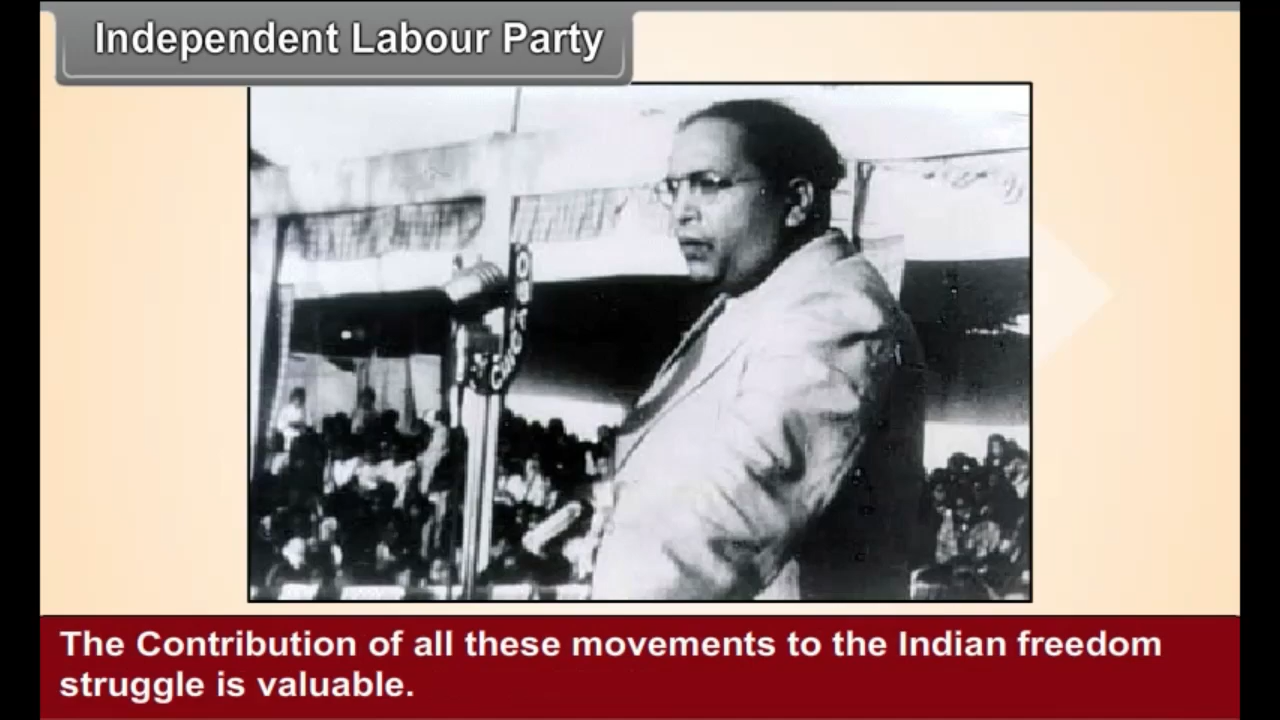 Independent Labour Party
The Contribution of all these movements to the Indian freedom
struggle is valuable.